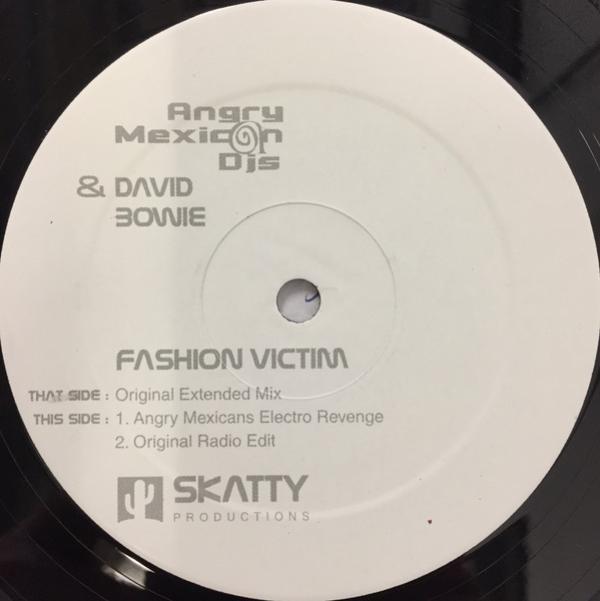 Angry
Mexican
Djs
& DAVID
BOWIE
FASHION VICTIM
THAT SIDE : Original Extended Mix
THIS SIDE : 1. Angry Mexicans Electro Revenge
2. Original Radio Edit
SKATTY
PRODUCTIONS